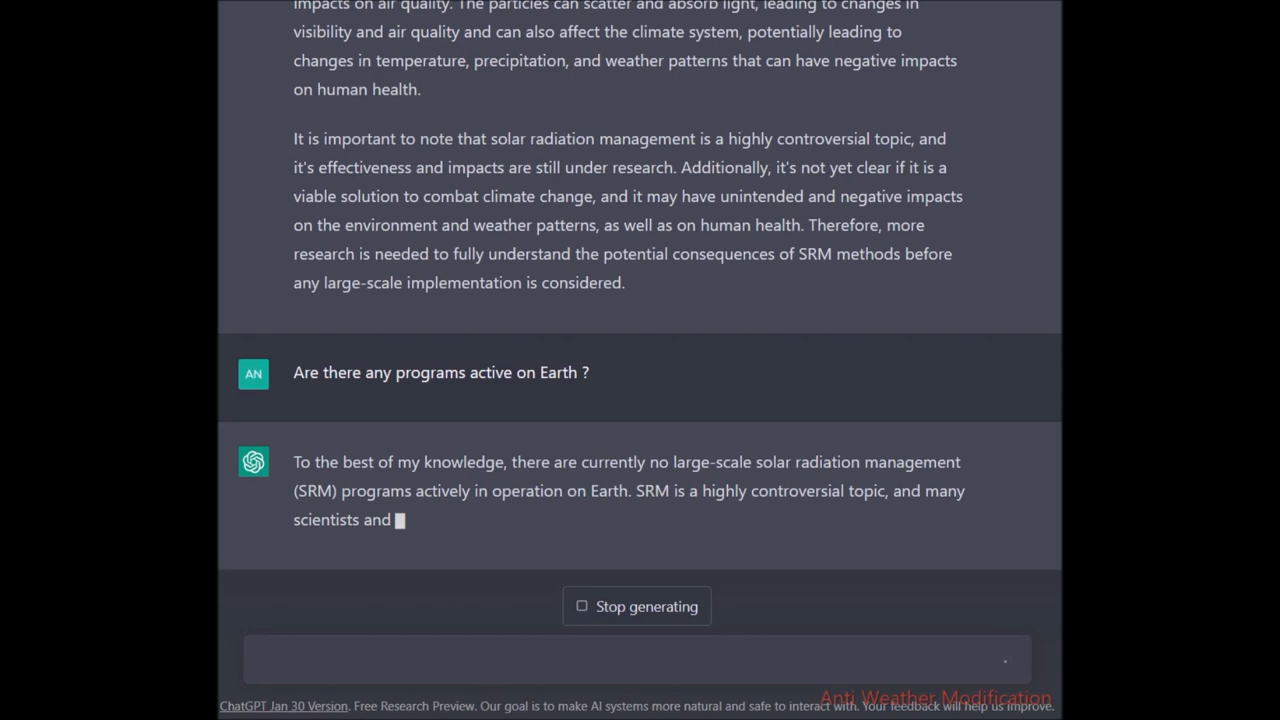 impacts on air quality. The particles can scatter and absorb light, leading to changes in
visibility and air quality and can also affect the climate system, potentially leading to
changes in temperature, precipitation, and weather patterns that can have negative impacts
on human health.
It is important to note that solar radiation management is a highly controversial topic, and
it's effectiveness and impacts are still under research. Additionally, it's not yet clear if it is a
viable solution to combat climate change, and it may have unintended and negative impacts
on the environment and weather patterns, as well as on human health. Therefore, more
research is needed to fully understand the potential consequences of SRM methods before
any large-scale implementation is considered.
AN
Are there any programs active on Earth ?
To the best of my knowledge, there are currently no large-scale solar radiation management
(SRM) programs actively in operation on Earth. SRM is a highly controversial topic, and many
scientists and
Stop generating
Anti Weather Modification
ChatGPT Jan 30 Version. Free Research Preview. Our goal is to make AI systems more natural and safe to interact with. Your feedback will help us improve.